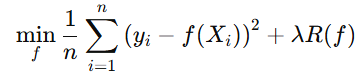 min_f 1/n ∑_{i=1}^{n} (y_i − f(X_i))^2 + λR(f)